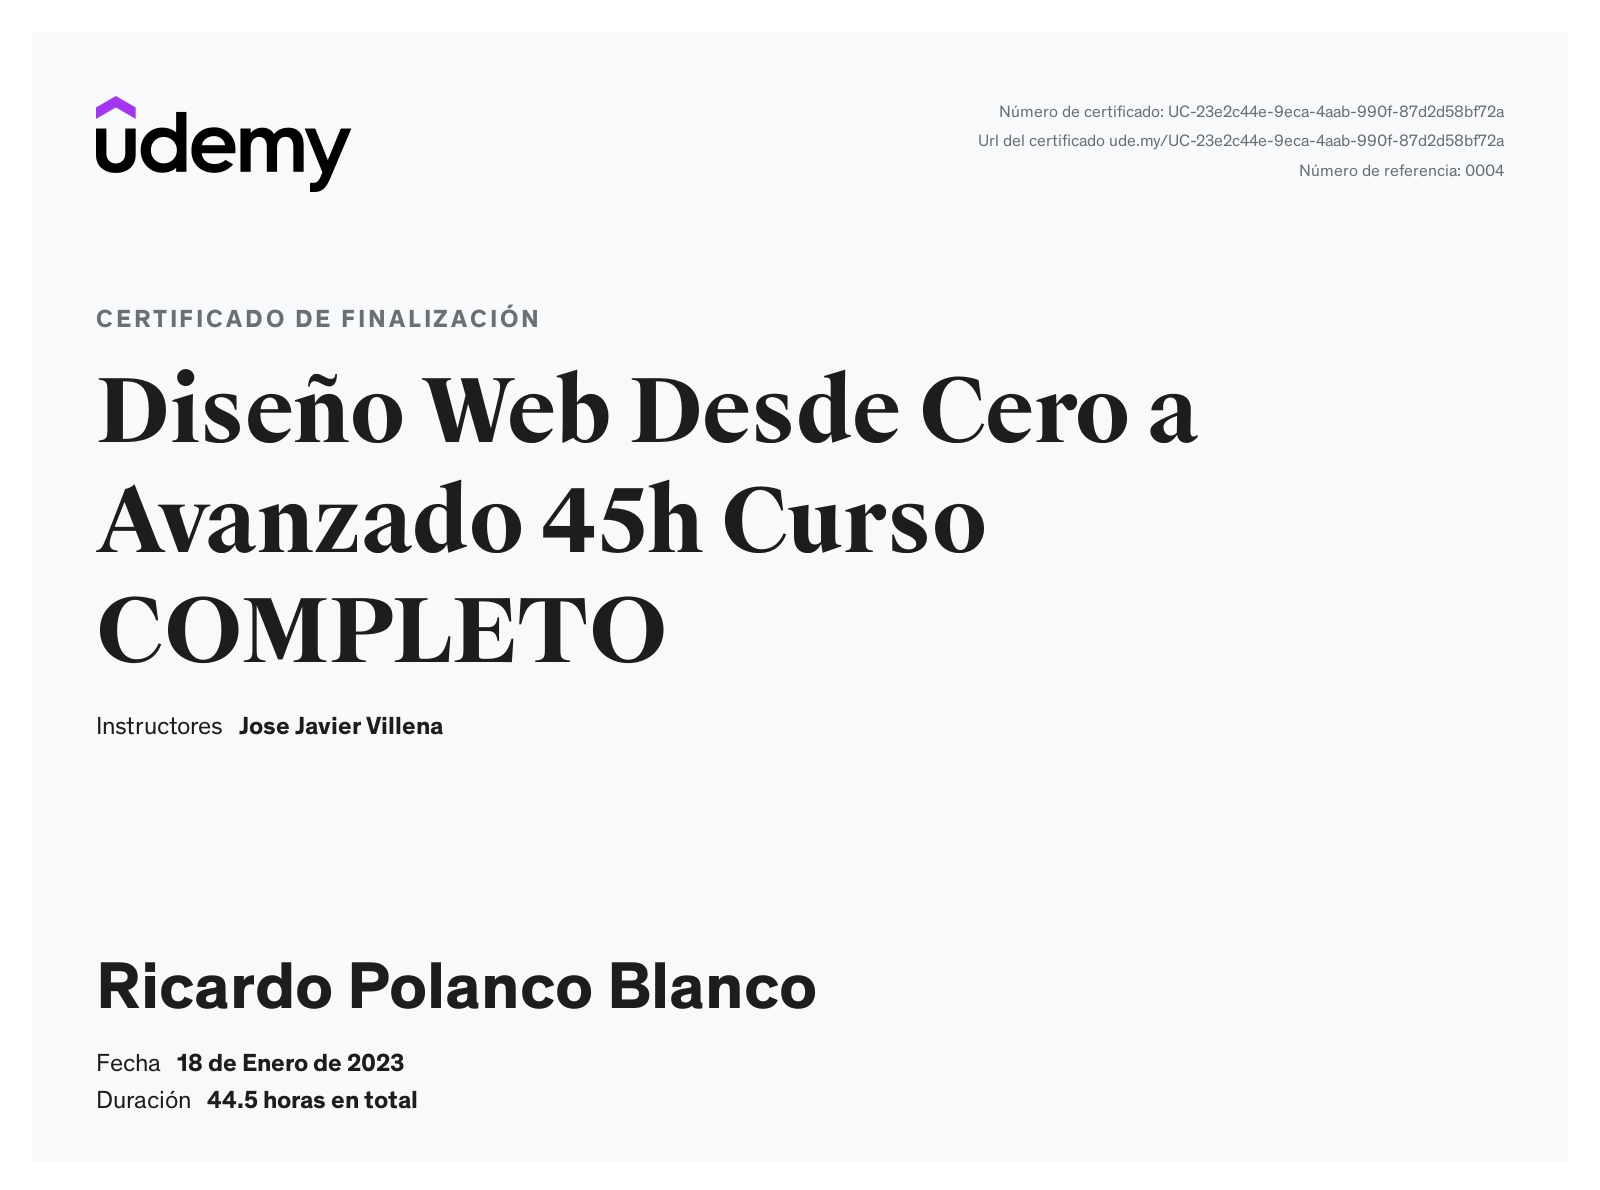 udemy
Número de certificado: UC-23e2c44e-9eca-4aab-990f-87d2d58bf72a
Url del certificado ude.my/UC-23e2c44e-9eca-4aab-990f-87d2d58bf72a
Número de referencia: 0004
CERTIFICADO DE FINALIZACIÓN
Diseño Web Desde Cero a
Avanzado 45h Curso
COMPLETO
Instructores Jose Javier Villena
Ricardo Polanco Blanco
Fecha 18 de Enero de 2023
Duración 44.5 horas en total